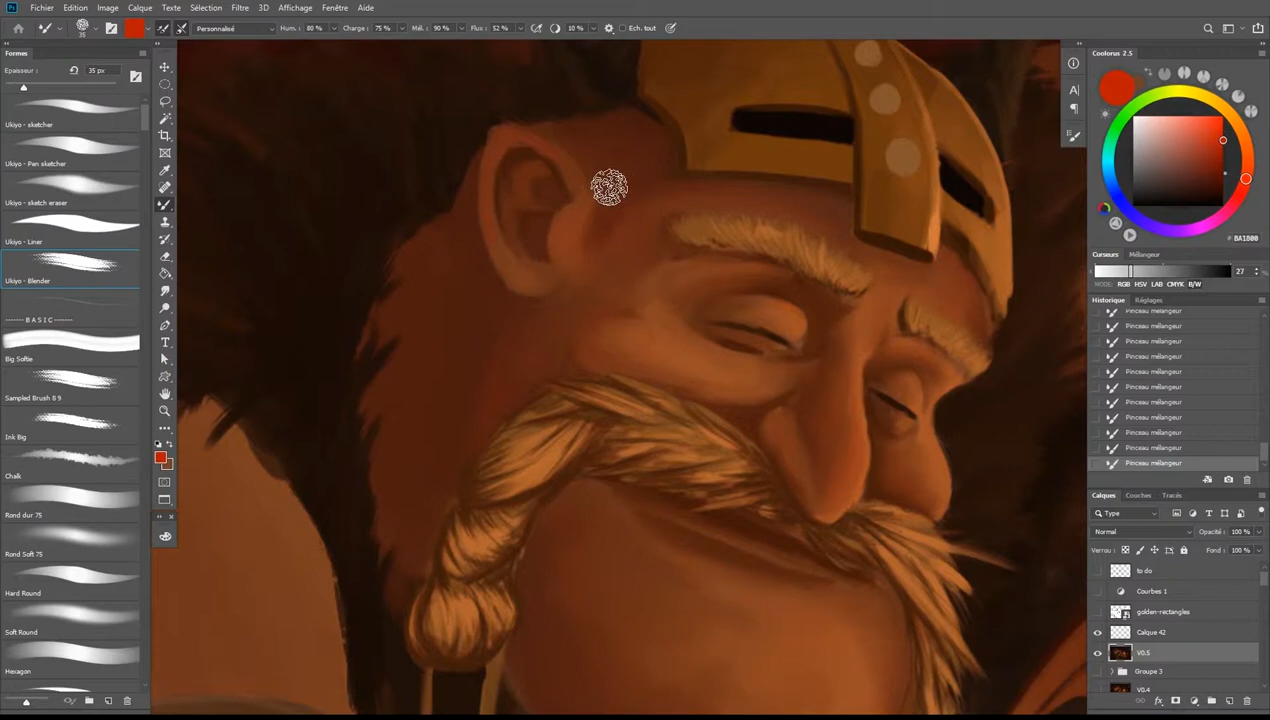 Ps Fichier Edition Image Calque Texte Sélection Filtre 3D Affichage Fenêtre Aide
35 Personnalisé Hum. : 80 % Charge : 75 % Mél. : 90 % Flux : 52 % 10 % Ech. tout
Formes
Epaisseur : 35 px
Ukiyo - sketcher
Ukiyo - Pen sketcher
Ukiyo - sketch eraser
Ukiyo - Liner
Ukiyo - Blender
------- B A S I C -------
Big Softie
Sampled Brush 8 9
Ink Big
Chalk
Rond dur 75
Rond Soft 75
Hard Round
Soft Round
Hexagon
Coolorus 2.5
# BA1800
Curseurs Mélangeur
27
MODE: RGB HSV LAB CMYK B/W
Historique Réglages
Pinceau mélangeur
Pinceau mélangeur
Pinceau mélangeur
Pinceau mélangeur
Pinceau mélangeur
Pinceau mélangeur
Pinceau mélangeur
Pinceau mélangeur
Pinceau mélangeur
Pinceau mélangeur
Pinceau mélangeur
Calques Couches Tracés
Type
Normal Opacité : 100 %
Verrou : Fond : 100 %
to do
Courbes 1
golden-rectangles
Calque 42
V0.5
Groupe 3
V0.4